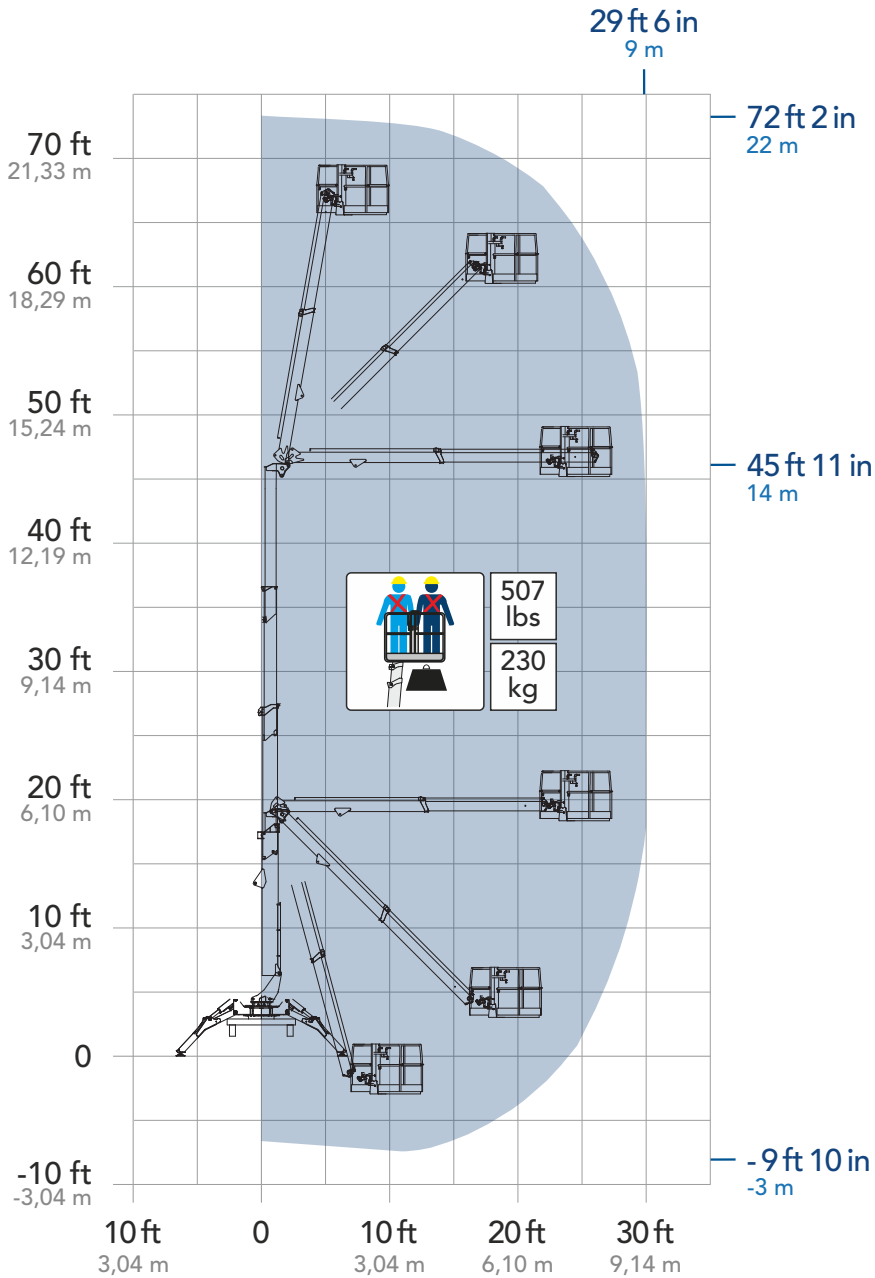 29 ft 6 in
9 m
72 ft 2 in
22 m
70 ft
21,33 m
60 ft
18,29 m
50 ft
15,24 m
45 ft 11 in
14 m
40 ft
12,19 m
507
lbs
230
kg
30 ft
9,14 m
20 ft
6,10 m
10 ft
3,04 m
0
-9 ft 10 in
-3 m
-10 ft
-3,04 m
10 ft
3,04 m
0
10 ft
3,04 m
20 ft
6,10 m
30 ft
9,14 m